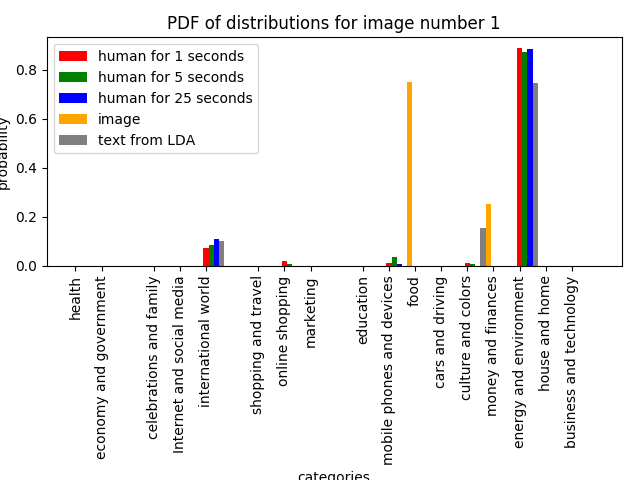 PDF of distributions for image number 1
human for 1 seconds
human for 5 seconds
human for 25 seconds
image
text from LDA
probability
0.8
0.6
0.4
0.2
0.0
health
economy and government
celebrations and family
Internet and social media
international world
shopping and travel
online shopping
marketing
education
mobile phones and devices
food
cars and driving
culture and colors
money and finances
energy and environment
house and home
business and technology
categories